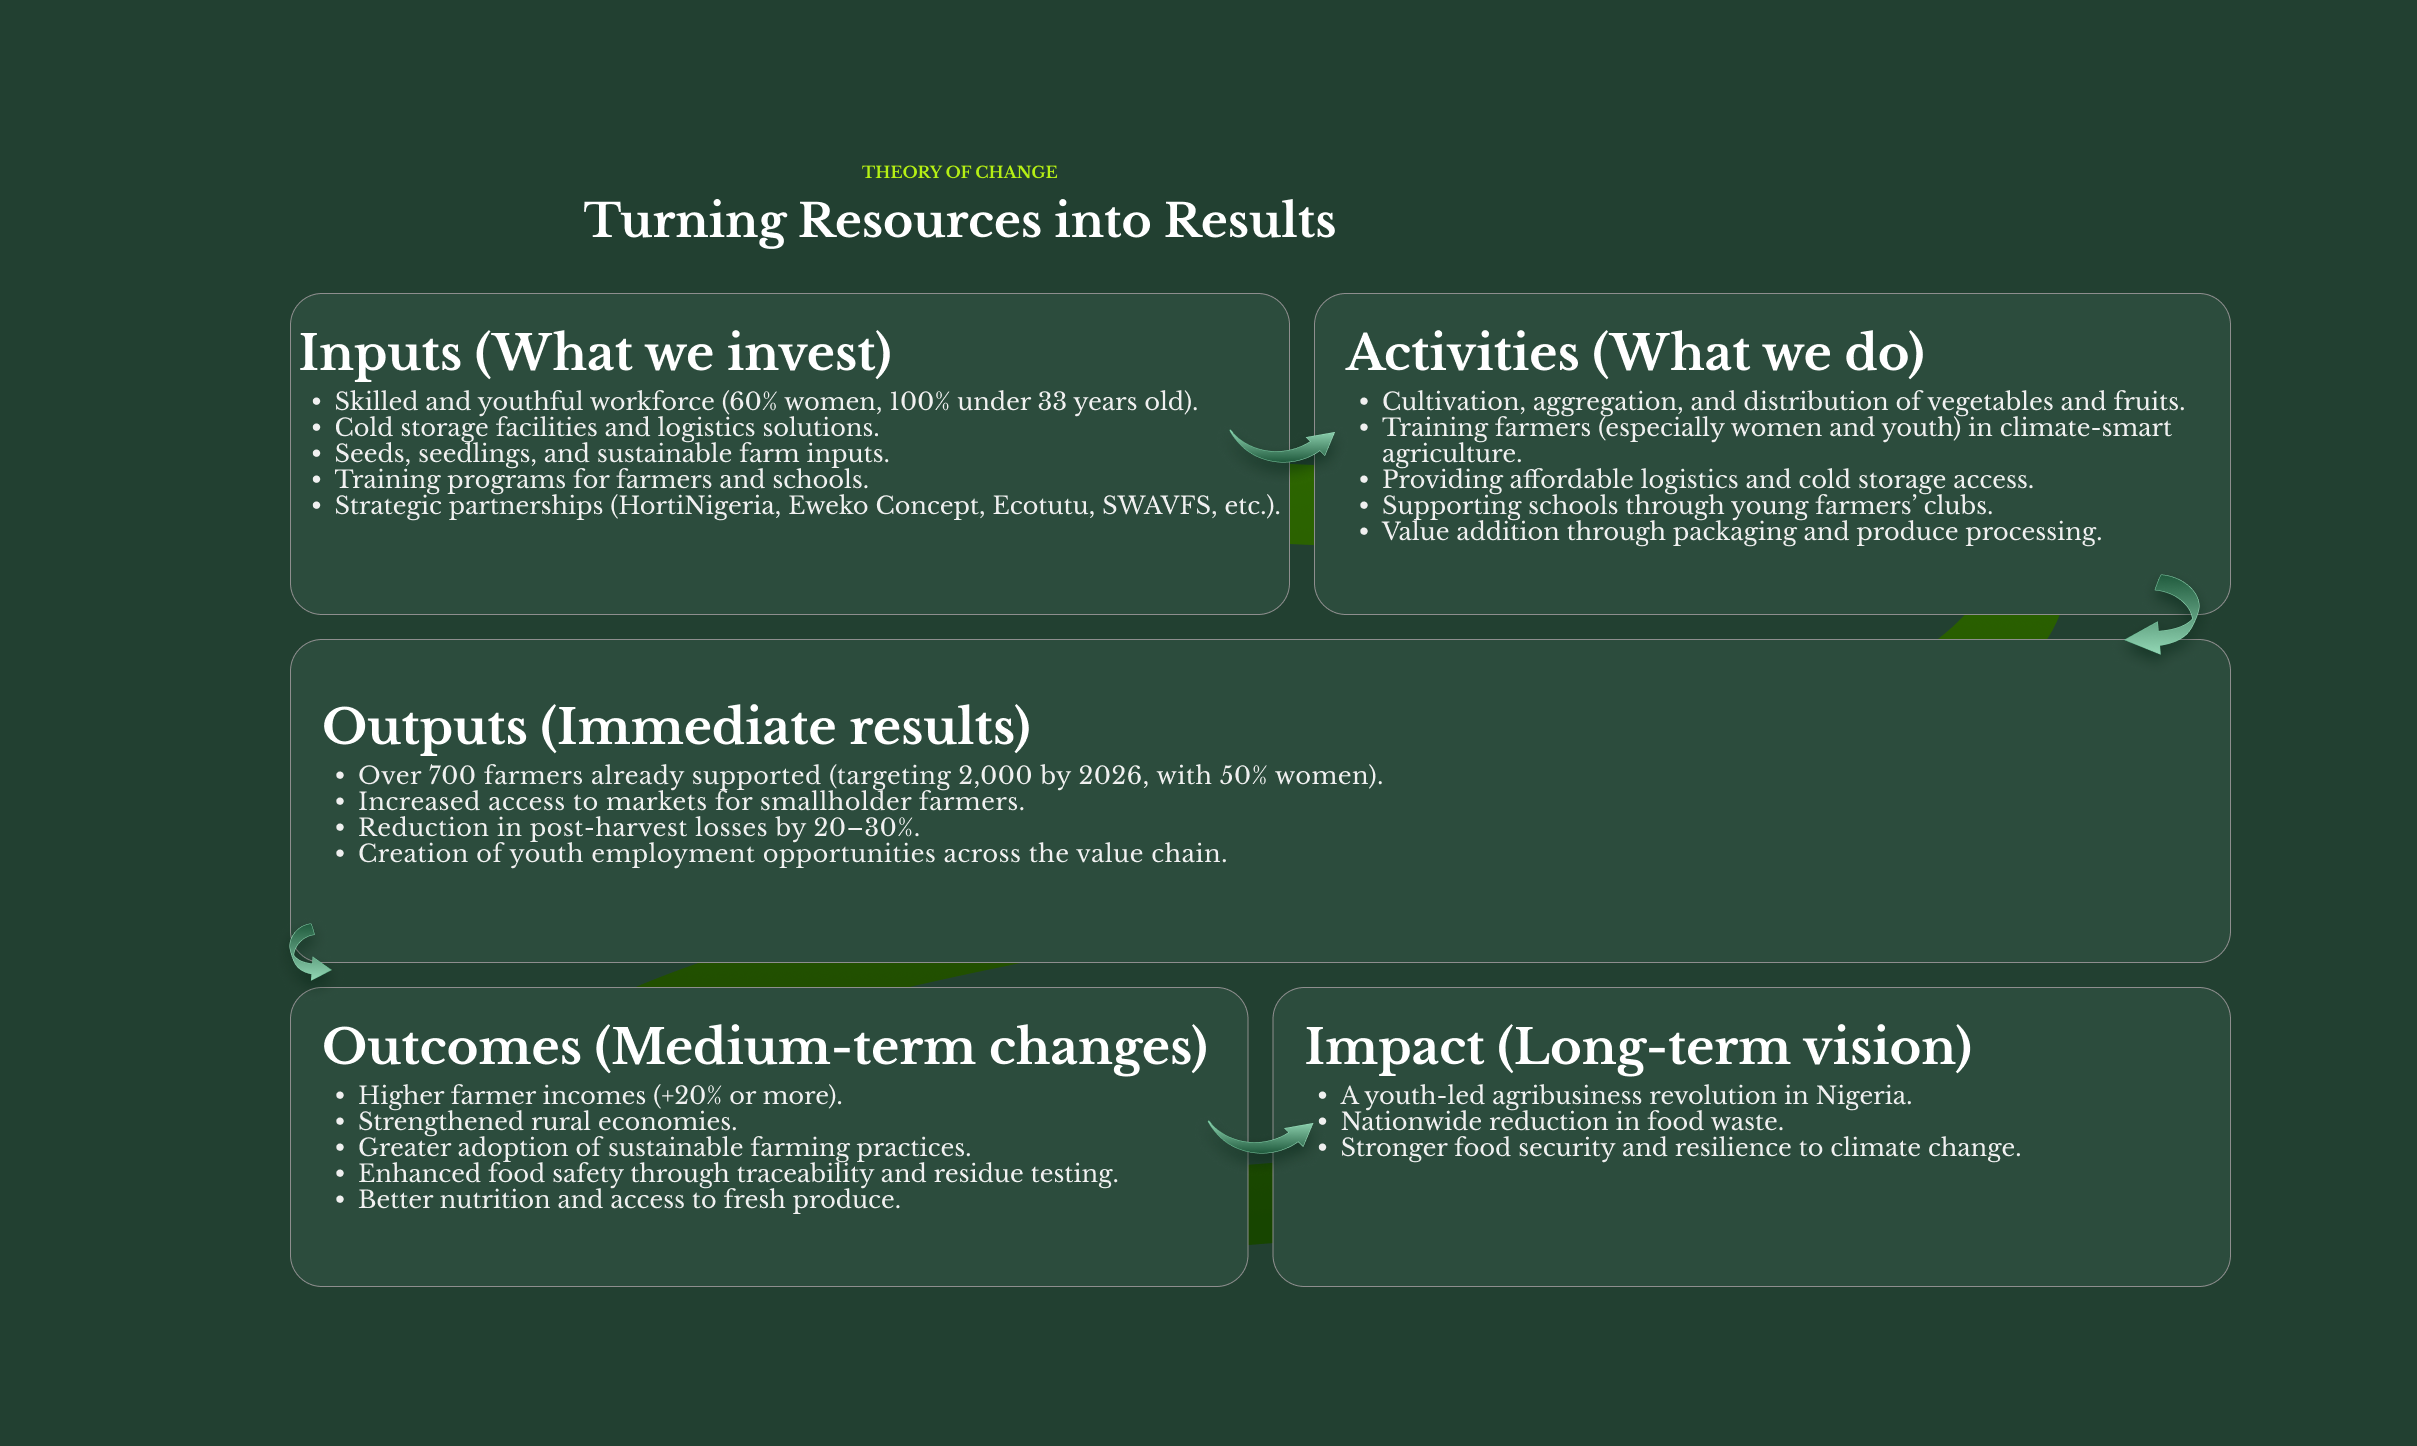 THEORY OF CHANGE
Turning Resources into Results
Inputs (What we invest)
• Skilled and youthful workforce (60% women, 100% under 33 years old).
• Cold storage facilities and logistics solutions.
• Seeds, seedlings, and sustainable farm inputs.
• Training programs for farmers and schools.
• Strategic partnerships (HortiNigeria, Eweko Concept, Ecotutu, SWAVFS, etc.).
Activities (What we do)
• Cultivation, aggregation, and distribution of vegetables and fruits.
• Training farmers (especially women and youth) in climate-smart
agriculture.
• Providing affordable logistics and cold storage access.
• Supporting schools through young farmers’ clubs.
• Value addition through packaging and produce processing.
Outputs (Immediate results)
• Over 700 farmers already supported (targeting 2,000 by 2026, with 50% women).
• Increased access to markets for smallholder farmers.
• Reduction in post-harvest losses by 20–30%.
• Creation of youth employment opportunities across the value chain.
Outcomes (Medium-term changes)
• Higher farmer incomes (+20% or more).
• Strengthened rural economies.
• Greater adoption of sustainable farming practices.
• Enhanced food safety through traceability and residue testing.
• Better nutrition and access to fresh produce.
Impact (Long-term vision)
• A youth-led agribusiness revolution in Nigeria.
• Nationwide reduction in food waste.
• Stronger food security and resilience to climate change.